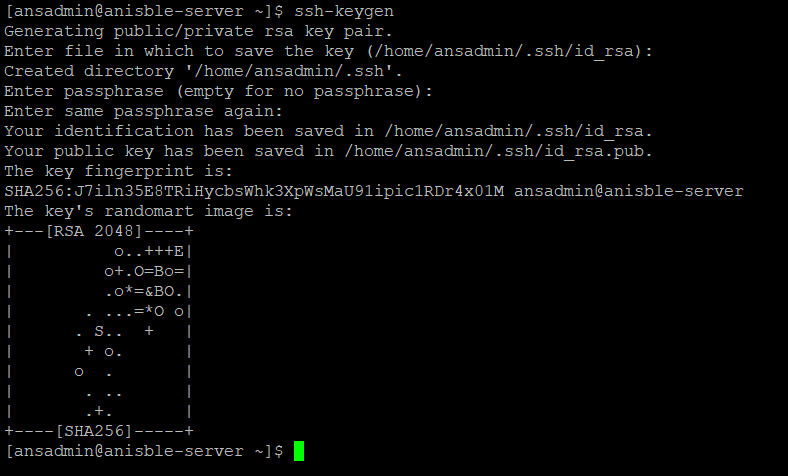 [ansadmin@anisble-server ~]$ ssh-keygen
Generating public/private rsa key pair.
Enter file in which to save the key (/home/ansadmin/.ssh/id_rsa):
Created directory '/home/ansadmin/.ssh'.
Enter passphrase (empty for no passphrase):
Enter same passphrase again:
Your identification has been saved in /home/ansadmin/.ssh/id_rsa.
Your public key has been saved in /home/ansadmin/.ssh/id_rsa.pub.
The key fingerprint is:
SHA256:J7iln35E8TRiHycbsWhk3XpWsMaU91ipic1RDr4x01M ansadmin@anisble-server
The key's randomart image is:
+---[RSA 2048]----+
|          o..+++E|
|         o+.O=Bo=|
|         .o*=&BO.|
|       . ...=*O o|
|      . S..  +   |
|       + o.      |
|      o  .       |
|       . ..      |
|       .+.       |
+----[SHA256]-----+
[ansadmin@anisble-server ~]$